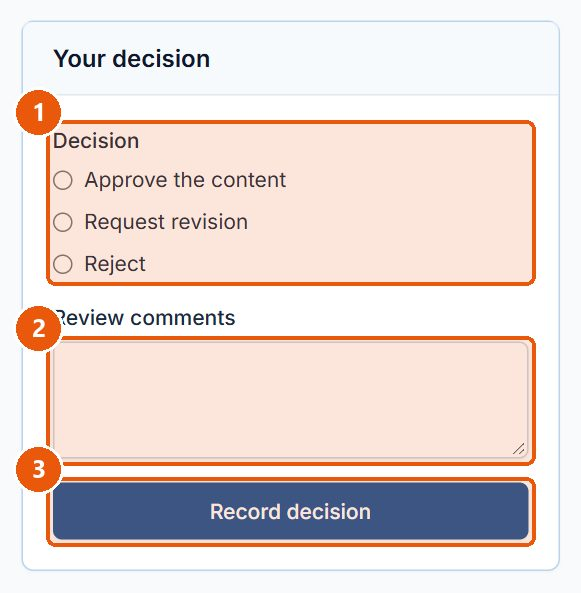 Your decision
1
Decision
Approve the content
Request revision
Reject
2
Review comments
3
Record decision